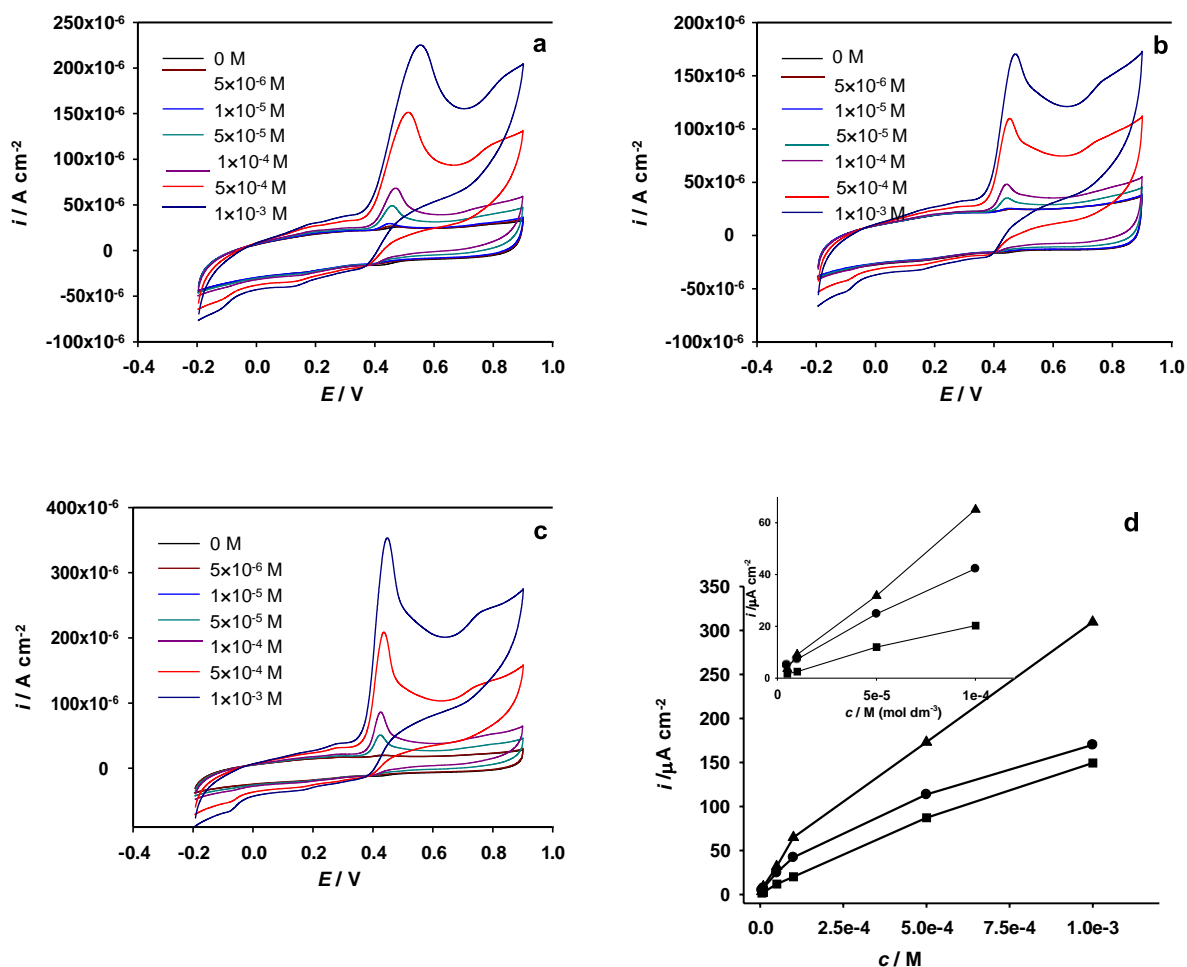 a
250x10⁻⁶
200x10⁻⁶
150x10⁻⁶
100x10⁻⁶
50x10⁻⁶
0
-50x10⁻⁶
-100x10⁻⁶
i / A cm⁻²
0 M
5×10⁻⁶ M
1×10⁻⁵ M
5×10⁻⁵ M
1×10⁻⁴ M
5×10⁻⁴ M
1×10⁻³ M
-0.4 -0.2 0.0 0.2 0.4 0.6 0.8 1.0
E / V
b
200x10⁻⁶
150x10⁻⁶
100x10⁻⁶
50x10⁻⁶
0
-50x10⁻⁶
-100x10⁻⁶
i / A cm⁻²
0 M
5×10⁻⁶ M
1×10⁻⁵ M
5×10⁻⁵ M
1×10⁻⁴ M
5×10⁻⁴ M
1×10⁻³ M
-0.4 -0.2 0.0 0.2 0.4 0.6 0.8 1.0
E / V
c
400x10⁻⁶
300x10⁻⁶
200x10⁻⁶
100x10⁻⁶
0
i / A cm⁻²
0 M
5×10⁻⁶ M
1×10⁻⁵ M
5×10⁻⁵ M
1×10⁻⁴ M
5×10⁻⁴ M
1×10⁻³ M
-0.4 -0.2 0.0 0.2 0.4 0.6 0.8 1.0
E / V
d
60
40
20
0
i /μA cm⁻²
0 5e-5 1e-4
c / M (mol dm⁻³)
350
300
250
200
150
100
50
0
i /μA cm⁻²
0.0 2.5e-4 5.0e-4 7.5e-4 1.0e-3
c / M